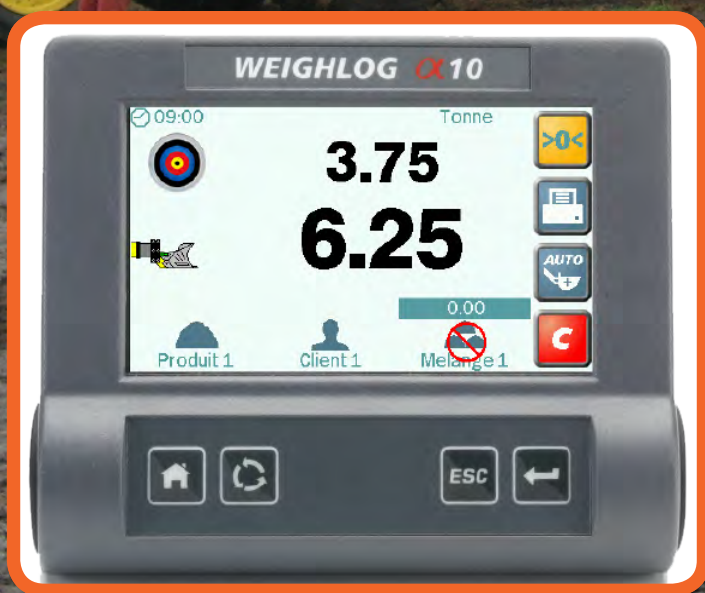 WEIGHLOG α10
09:00 Tonne
>0<
3.75
6.25
AUTO
0.00
C
Produit 1 Client 1 Melange 1
ESC